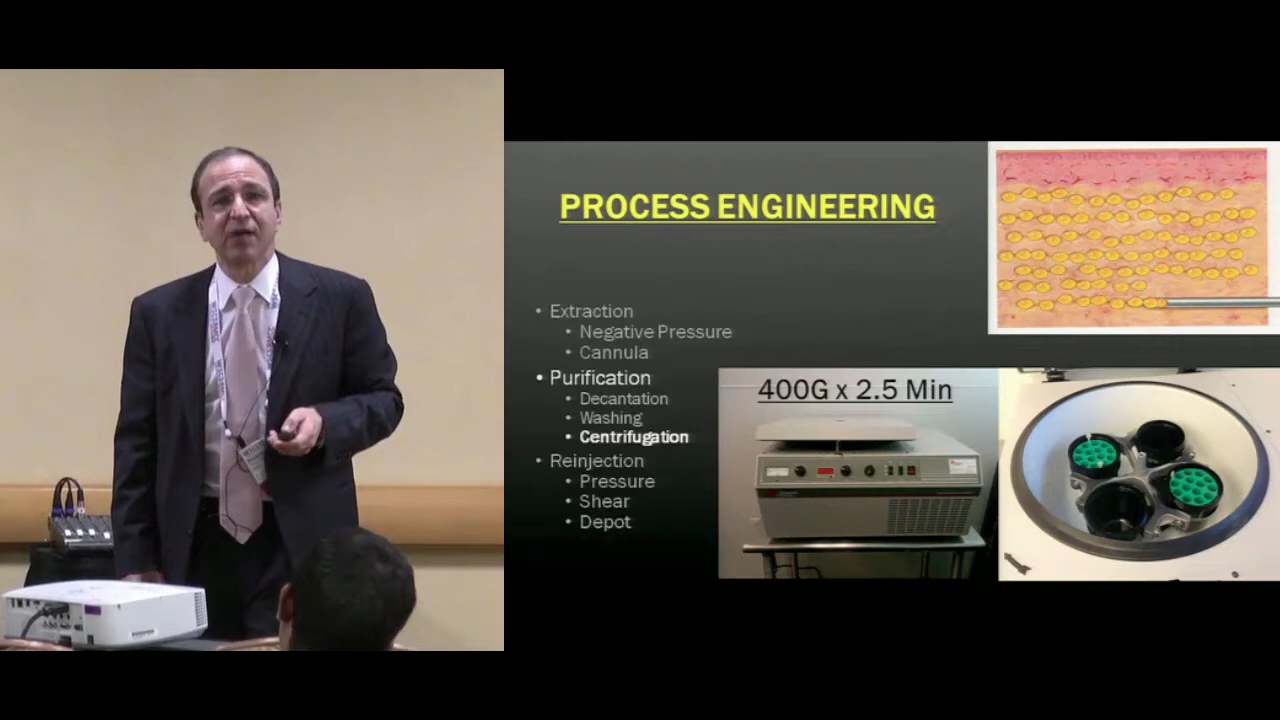 PROCESS ENGINEERING
• Extraction
• Negative Pressure
• Cannula
• Purification
• Decantation
• Washing
• Centrifugation
• Reinjection
• Pressure
• Shear
• Depot
400G x 2.5 Min